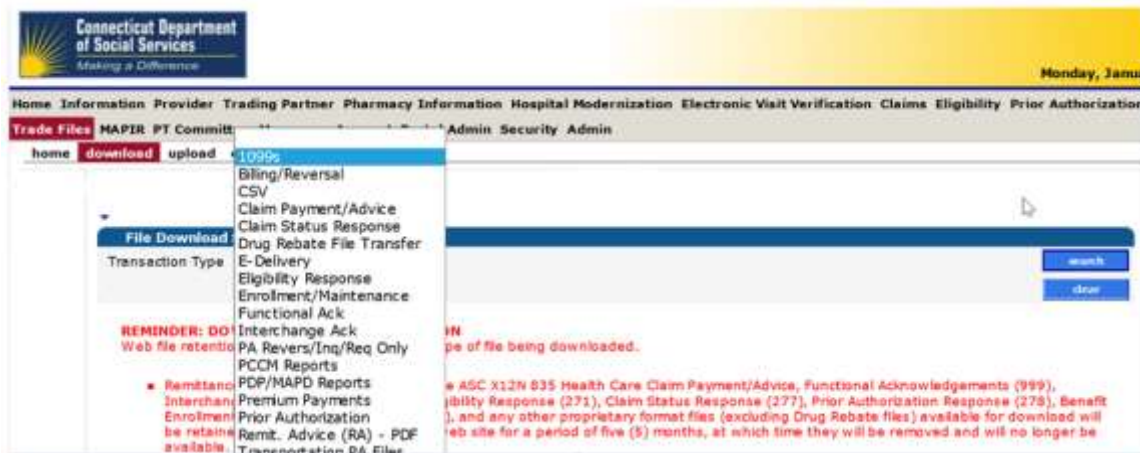 Connecticut Department
of Social Services
Making a Difference
Monday, Janu
Home Information Provider Trading Partner Pharmacy Information Hospital Modernization Electronic Visit Verification Claims Eligibility Prior Authorization
Trade Files MAPIR PT Committ Admin Security Admin
home download upload
1099s
Billing/Reversal
CSV
Claim Payment/Advice
Claim Status Response
Drug Rebate File Transfer
E-Delivery
Eligibility Response
Enrollment/Maintenance
Functional Ack
Interchange Ack
PA Revers/Inq/Req Only
PCCM Reports
PDP/MAPD Reports
Premium Payments
Prior Authorization
Remit. Advice (RA) - PDF
Transportation PA Files
File Download
Transaction Type
search
clear
REMINDER: DO ON
Web file retentio pe of file being downloaded.
Remittanc e ASC X12N 835 Health Care Claim Payment/Advice, Functional Acknowledgements (999),
Interchan ibility Response (271), Claim Status Response (277), Prior Authorization Response (278), Benefit
Enrollmen ), and any other proprietary format files (excluding Drug Rebate files) available for download will
be retaine eb site for a period of five (5) months, at which time they will be removed and will no longer be
available.